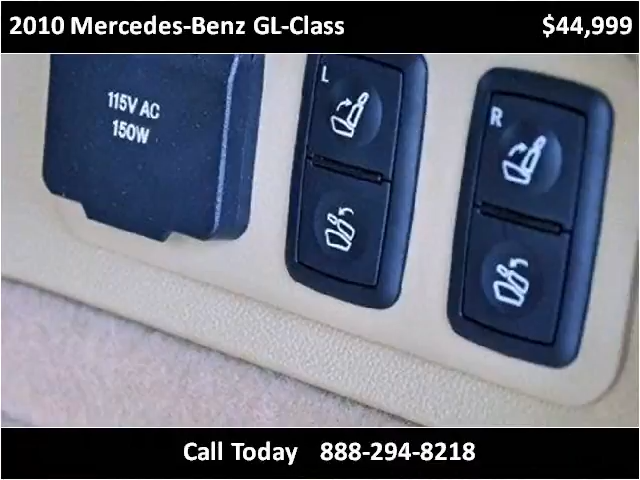 2010 Mercedes-Benz GL-Class $44,999
115V AC
150W
L
R
Call Today 888-294-8218